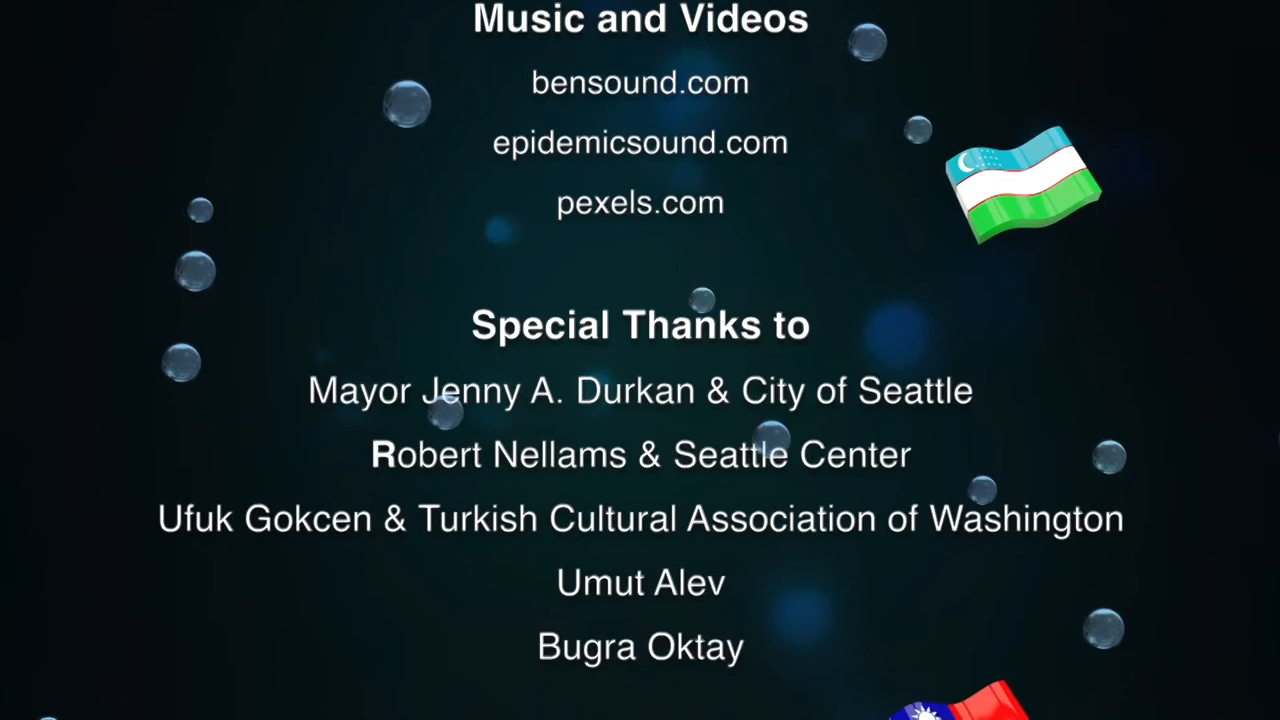 Music and Videos
bensound.com
epidemicsound.com
pexels.com
Special Thanks to
Mayor Jenny A. Durkan & City of Seattle
Robert Nellams & Seattle Center
Ufuk Gokcen & Turkish Cultural Association of Washington
Umut Alev
Bugra Oktay